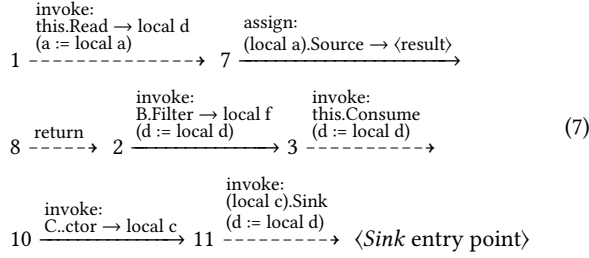 invoke:
this.Read → local d
(a := local a)
assign:
(local a).Source → ⟨result⟩
1 7
return
invoke:
B.Filter → local f
(d := local d)
invoke:
this.Consume
(d := local d)
8 2 3 (7)
invoke:
C..ctor → local c
invoke:
(local c).Sink
(d := local d)
10 11 ⟨Sink entry point⟩